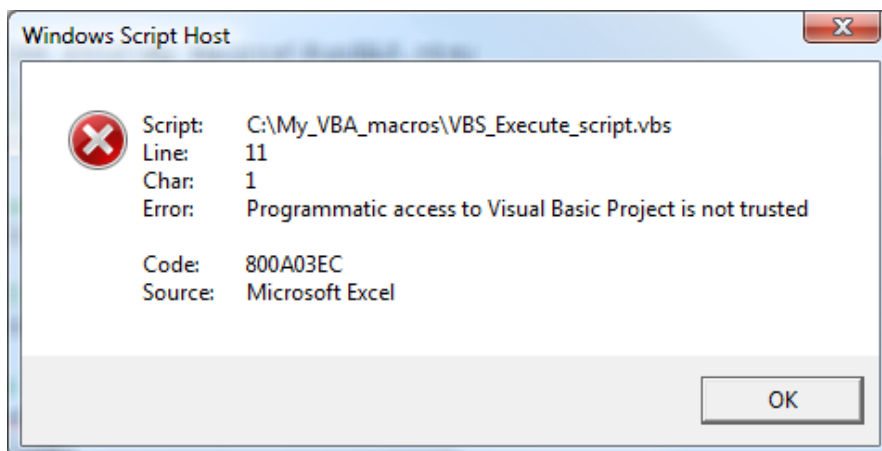 Windows Script Host
Script: C:\My_VBA_macros\VBS_Execute_script.vbs
Line: 11
Char: 1
Error: Programmatic access to Visual Basic Project is not trusted
Code: 800A03EC
Source: Microsoft Excel
OK